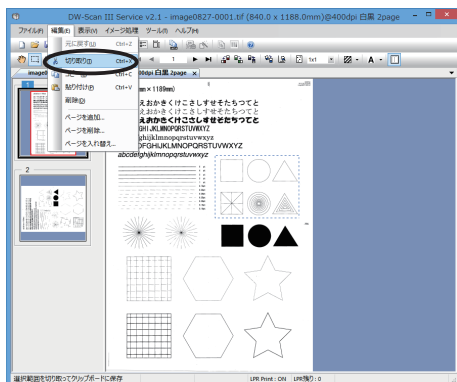 DW-Scan III Service v2.1 - image0827-0001.tif (840.0 x 1188.0mm)@400dpi 白黒 2page
ファイル(F) 編集(E) 表示(V) イメージ処理 ツール(T) ヘルプ(H)
元に戻す(U) Ctrl+Z
切り取り(T) Ctrl+X
Ctrl+C
貼り付け(P) Ctrl+V
削除(D)
ページを追加...
ページを削除...
ページを入れ替え...
1
1x1
A
00dpi 白黒 2page x
mm×1189mm)
えおかきくけこさしすせそたちつてと
えおかきくけこさしすせそたちつてと
えおかきくけこさしすせそたちつてと
GHIJKLMNOPQRSTUVWXYZ
ghijklmnopqrstuvwxyz
DFGHIJKLMNOPQRSTUVWXYZ
abcdefghijklmnopqrstuvwxyz
1
2
選択範囲を切り取ってクリップボードに保存
LPR Print : ON LPR残り : 0